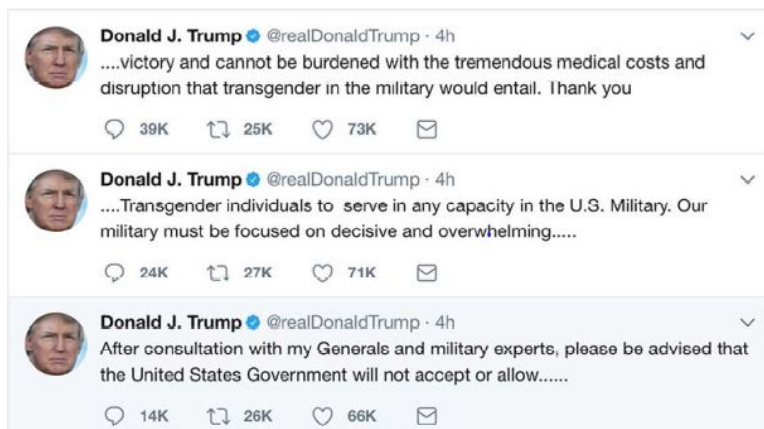 Donald J. Trump @realDonaldTrump · 4h
....victory and cannot be burdened with the tremendous medical costs and
disruption that transgender in the military would entail. Thank you
39K 25K 73K
Donald J. Trump @realDonaldTrump · 4h
....Transgender individuals to serve in any capacity in the U.S. Military. Our
military must be focused on decisive and overwhelming.....
24K 27K 71K
Donald J. Trump @realDonaldTrump · 4h
After consultation with my Generals and military experts, please be advised that
the United States Government will not accept or allow......
14K 26K 66K